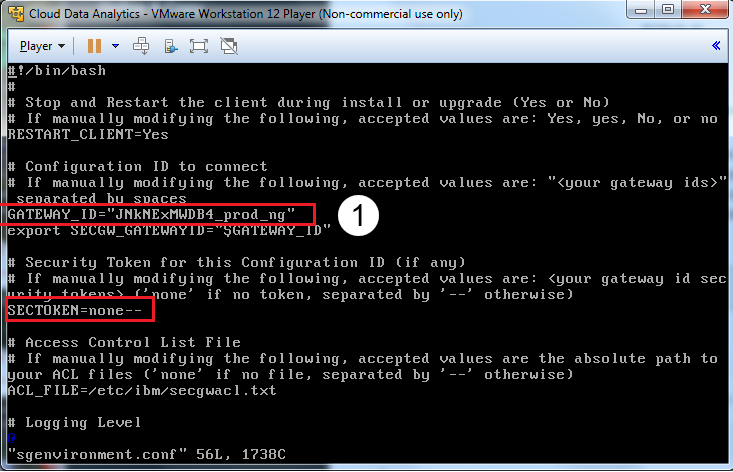 Cloud Data Analytics - VMware Workstation 12 Player (Non-commercial use only)
Player
#!/bin/bash
#
# Stop and Restart the client during install or upgrade (Yes or No)
# If manually modifying the following, accepted values are: Yes, yes, No, or no
RESTART_CLIENT=Yes
# Configuration ID to connect
# If manually modifying the following, accepted values are: "<your gateway ids>"
separated by spaces
GATEWAY_ID="JNkNExMWDB4_prod_ng"
1
export SECGW_GATEWAYID="$GATEWAY_ID"
# Security Token for this Configuration ID (if any)
# If manually modifying the following, accepted values are: <your gateway id sec
urity tokens> ('none' if no token, separated by '--' otherwise)
SECTOKEN=none--
# Access Control List File
# If manually modifying the following, accepted values are the absolute path to
your ACL files ('none' if no file, separated by '--' otherwise)
ACL_FILE=/etc/ibm/secgwacl.txt
# Logging Level
@
"sgenvironment.conf" 56L, 1738C